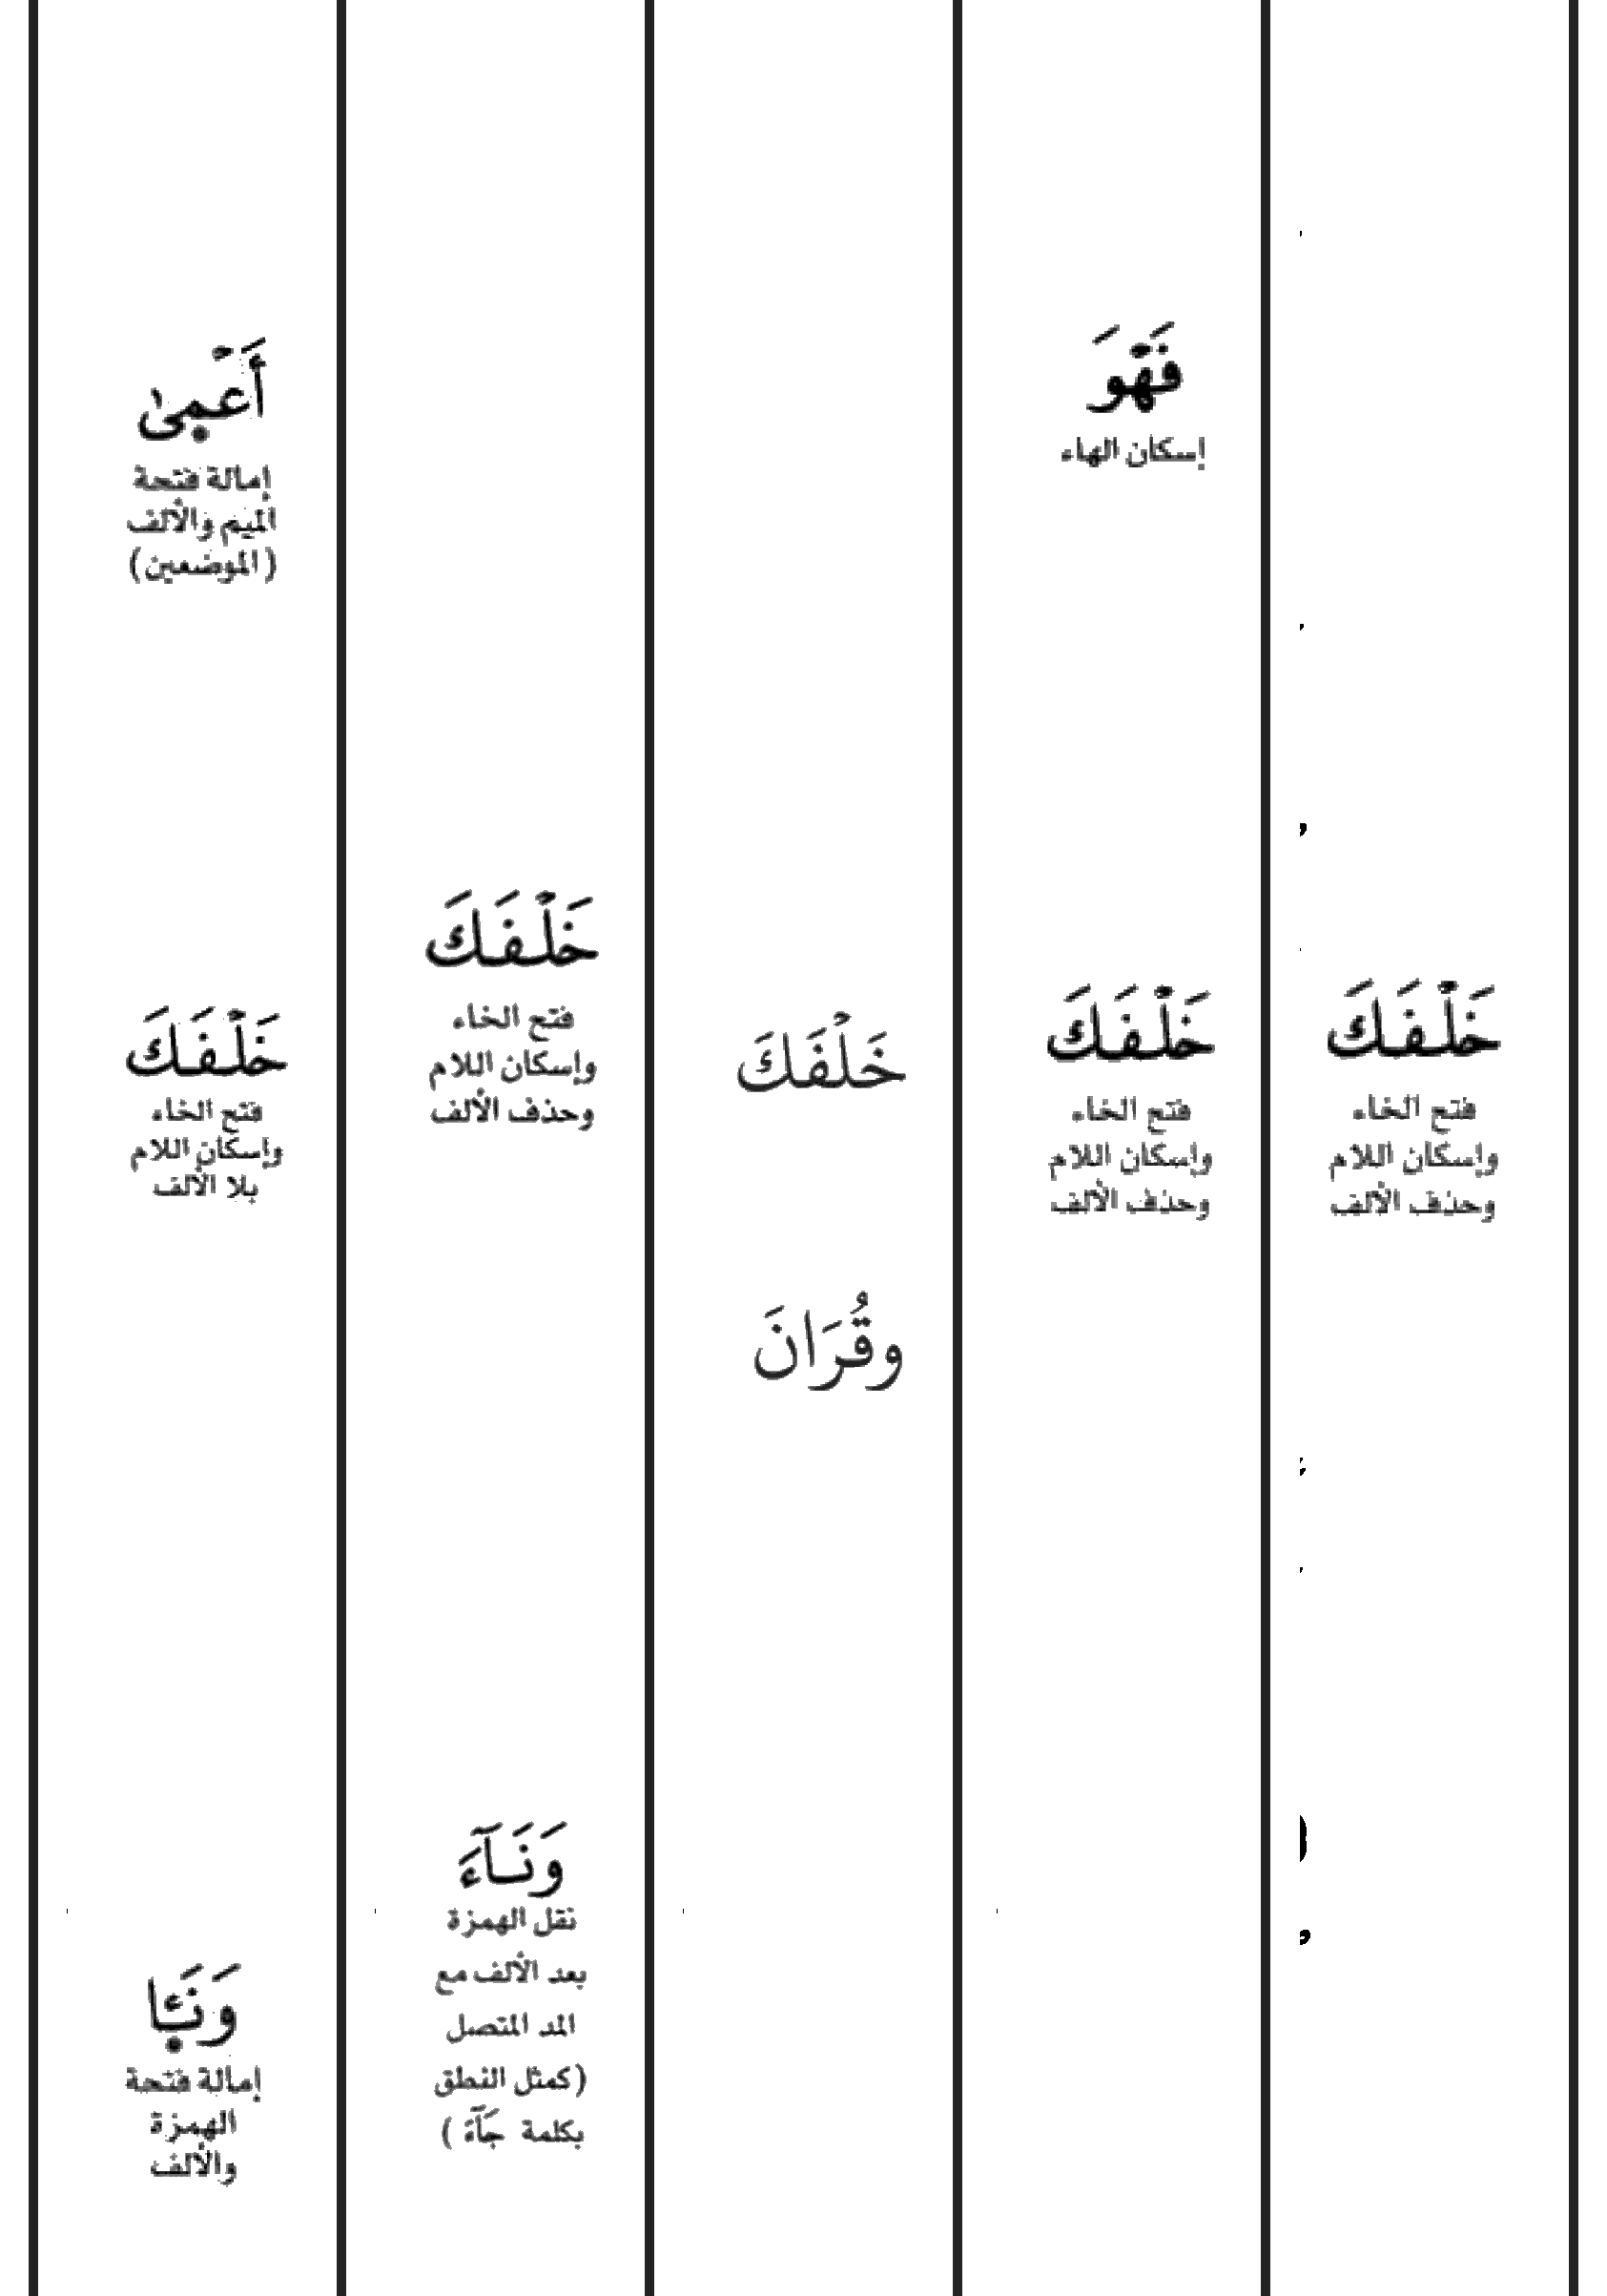 خَلْفَكَ
فتح الخاء
وإسكان اللام
وحذف الألف
فَهْوَ
إسكان الهاء
خَلْفَكَ
فتح الخاء
وإسكان اللام
وحذف الألف
خَلْفَكَ
وقُرَانَ
خَلْفَكَ
فتح الخاء
وإسكان اللام
وحذف الألف
وَنَآءَ
نقل الهمزة
بعد الألف مع
المد المتصل
(كمثل النطق
بكلمة جَآءَ )
أَعْمىٰ
إمالة فتحة
الميم والألف
(الموضعين)
خَلْفَكَ
فتح الخاء
وإسكان اللام
بلا الألف
وَنَـٔا
إمالة فتحة
الهمزة
والألف